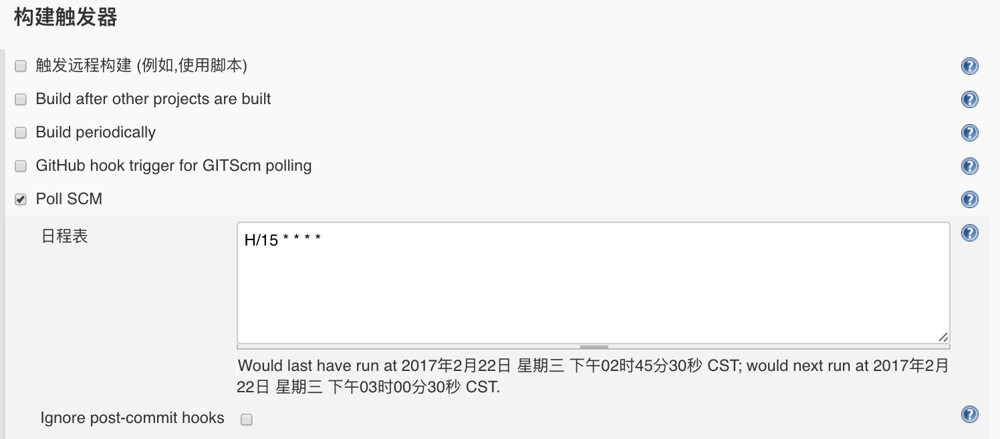 构建触发器
触发远程构建 (例如,使用脚本)
Build after other projects are built
Build periodically
GitHub hook trigger for GITScm polling
Poll SCM
日程表
H/15 * * * *
Would last have run at 2017年2月22日 星期三 下午02时45分30秒 CST; would next run at 2017年2月
22日 星期三 下午03时00分30秒 CST.
Ignore post-commit hooks